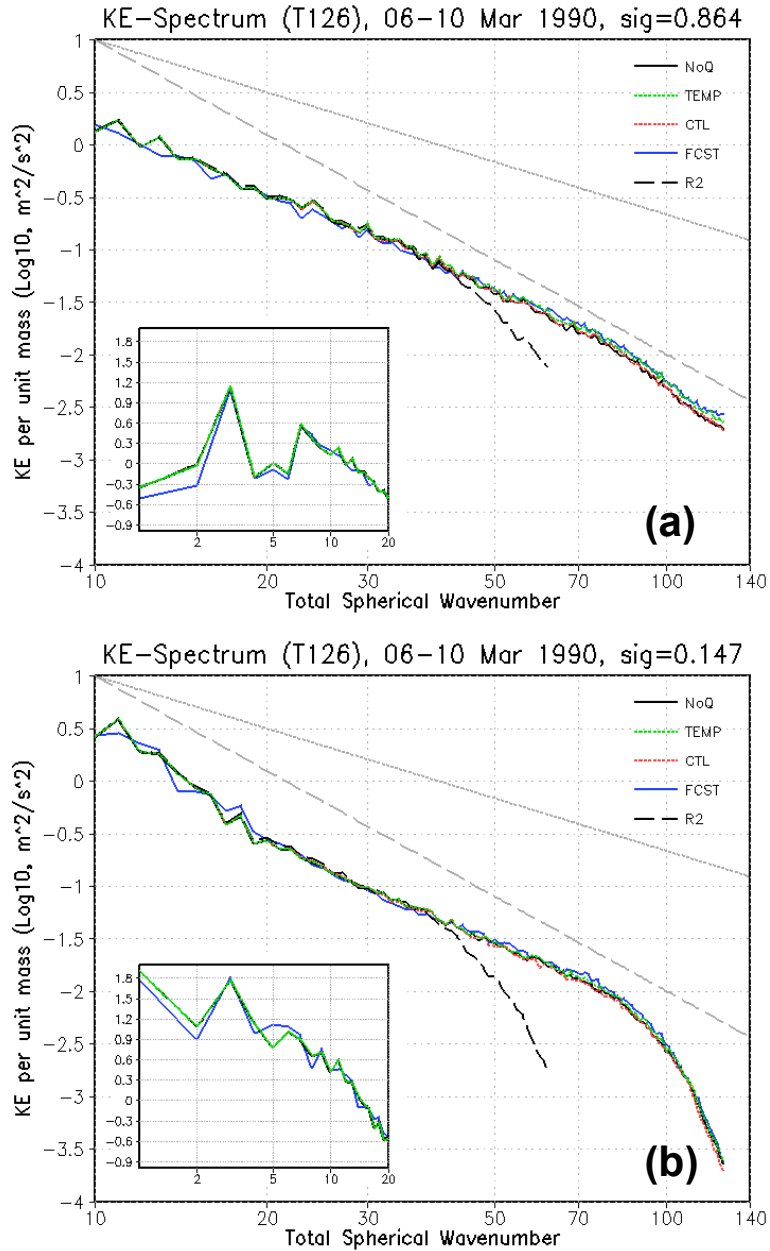 KE-Spectrum (T126), 06-10 Mar 1990, sig=0.864
KE per unit mass (Log10, m^2/s^2)
1
0.5
0
-0.5
-1
-1.5
-2
-2.5
-3
-3.5
-4
NoQ
TEMP
CTL
FCST
R2
1.8
1.5
1.2
0.9
0.6
0.3
0
-0.3
-0.6
-0.9
2 5 10 20
(a)
10 20 30 50 70 100 140
Total Spherical Wavenumber
KE-Spectrum (T126), 06-10 Mar 1990, sig=0.147
KE per unit mass (Log10, m^2/s^2)
1
0.5
0
-0.5
-1
-1.5
-2
-2.5
-3
-3.5
-4
NoQ
TEMP
CTL
FCST
R2
1.8
1.5
1.2
0.9
0.6
0.3
0
-0.3
-0.6
-0.9
2 5 10 20
(b)
10 20 30 50 70 100 140
Total Spherical Wavenumber